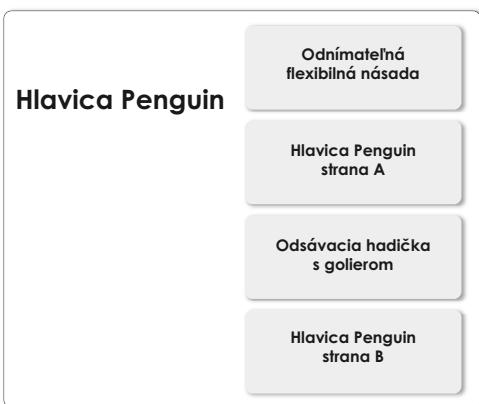 Hlavica Penguin
Odnímateľná
flexibilná násada
Hlavica Penguin
strana A
Odsávacia hadička
s golierom
Hlavica Penguin
strana B